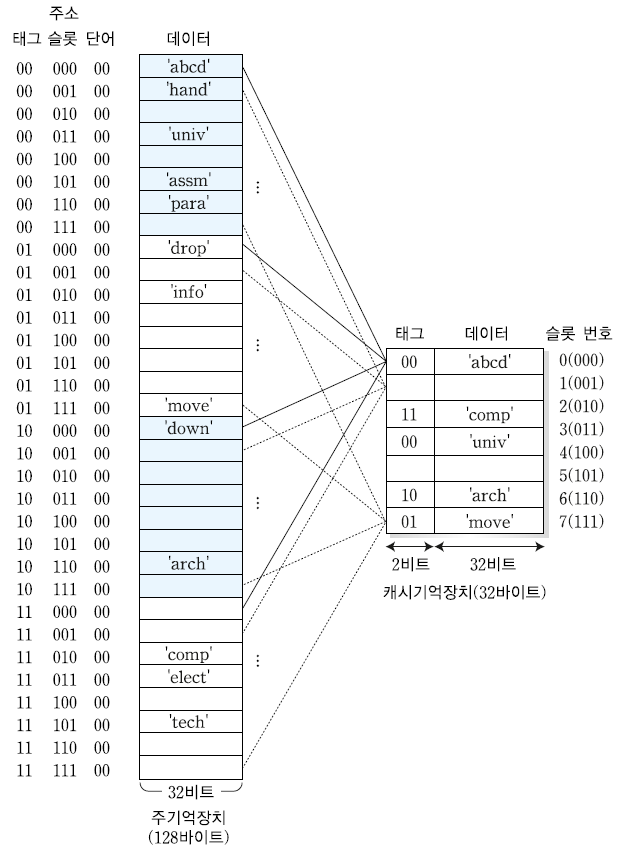 주소
태그 슬롯 단어 데이터
00 000 00 'abcd'
00 001 00 'hand'
00 010 00
00 011 00 'univ'
00 100 00
00 101 00 'assm'
00 110 00 'para'
00 111 00
01 000 00 'drop'
01 001 00
01 010 00 'info'
01 011 00
01 100 00
01 101 00
01 110 00
01 111 00 'move'
10 000 00 'down'
10 001 00
10 010 00
10 011 00
10 100 00
10 101 00
10 110 00 'arch'
10 111 00
11 000 00
11 001 00
11 010 00 'comp'
11 011 00 'elect'
11 100 00
11 101 00 'tech'
11 110 00
11 111 00
32비트
주기억장치
(128바이트)
태그 데이터 슬롯 번호
00 'abcd' 0(000)
1(001)
11 'comp' 2(010)
00 'univ' 3(011)
4(100)
5(101)
10 'arch' 6(110)
01 'move' 7(111)
2비트 32비트
캐시기억장치(32바이트)